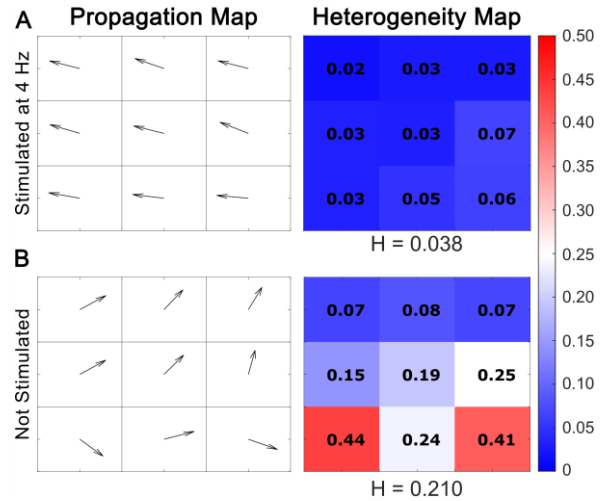 A Propagation Map Heterogeneity Map
Stimulated at 4 Hz
0.02 0.03 0.03
0.03 0.03 0.07
0.03 0.05 0.06
H = 0.038
B
Not Stimulated
0.07 0.08 0.07
0.15 0.19 0.25
0.44 0.24 0.41
H = 0.210
0.50
0.45
0.40
0.35
0.30
0.25
0.20
0.15
0.10
0.05
0